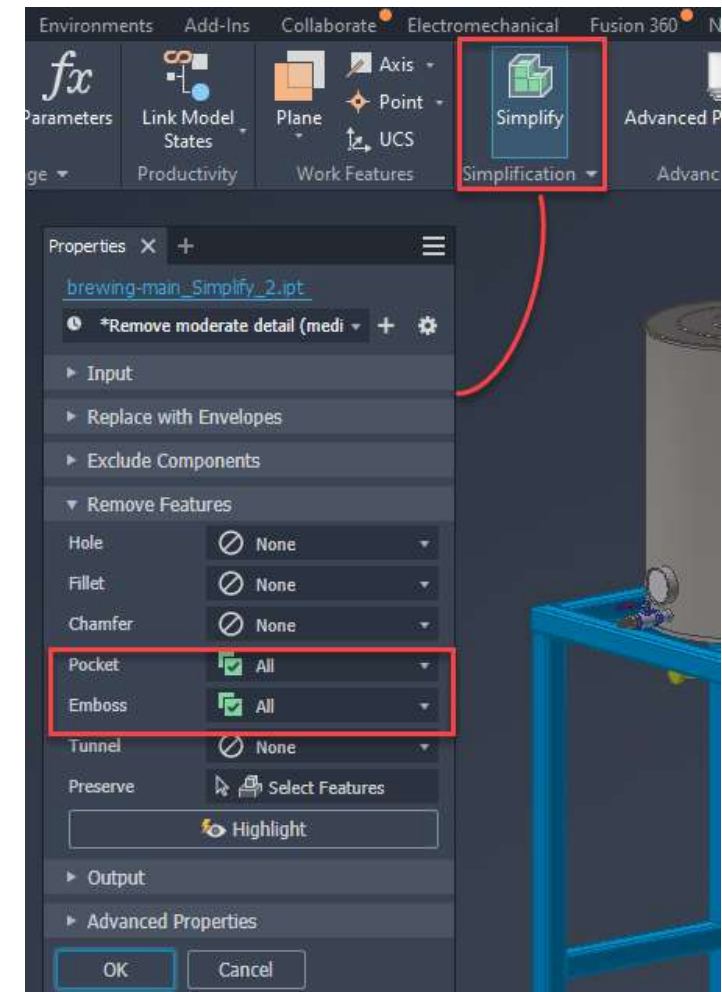 Environments Add-Ins Collaborate Electromechanical Fusion 360 N
fx Axis
Point
Parameters Link Model Plane Simplify Advanced P
States UCS
ge Productivity Work Features Simplification Advanc
Properties
brewing-main_Simplify_2.ipt
*Remove moderate detail (medi
Input
Replace with Envelopes
Exclude Components
Remove Features
Hole None
Fillet None
Chamfer None
Pocket All
Emboss All
Tunnel None
Preserve Select Features
Highlight
Output
Advanced Properties
OK Cancel